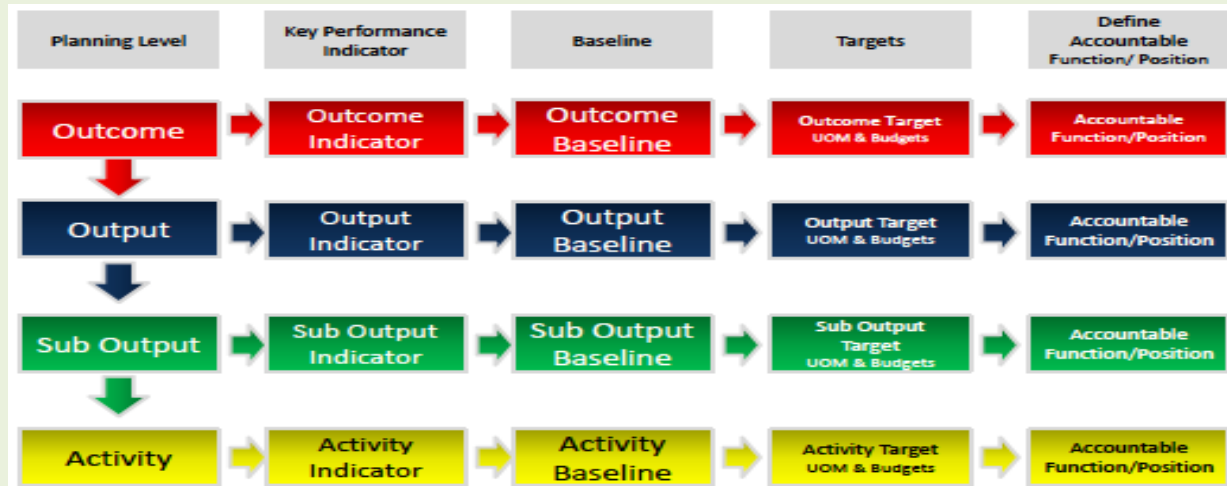 Planning Level
Key Performance
Indicator
Baseline
Targets
Define
Accountable
Function/ Position
Outcome
Outcome
Indicator
Outcome
Baseline
Outcome Target
UOM & Budgets
Accountable
Function/Position
Output
Output
Indicator
Output
Baseline
Output Target
UOM & Budgets
Accountable
Function/Position
Sub Output
Sub Output
Indicator
Sub Output
Baseline
Sub Output
Target
UOM & Budgets
Accountable
Function/Position
Activity
Activity
Indicator
Activity
Baseline
Activity Target
UOM & Budgets
Accountable
Function/Position